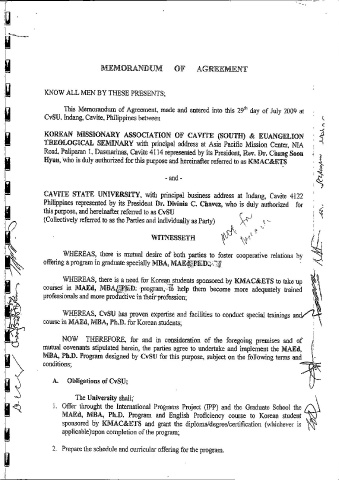 MEMORANDUM OF AGREEMENT
KNOW ALL MEN BY THESE PRESENTS;
This Memorandum of Agreement, made and entered into this 29th day of July 2009 at
CvSU, Indang, Cavite, Philippines between
KOREAN MISSIONARY ASSOCIATION OF CAVITE (SOUTH) & EUANGELION
THEOLOGICAL SEMINARY with principal address at Asia Pacific Mission Center, NIA
Road, Paliparan 1, Dasmarinas, Cavite 4114 represented by its President, Rev. Dr. Chang Soon
Hyun, who is duly authorized for this purpose and hereinafter referred to as KMAC&ETS
- and -
CAVITE STATE UNIVERSITY, with principal business address at Indang, Cavite 4122
Philippines represented by its President Dr. Divinia C. Chavez, who is duly authorized for
this purpose, and hereinafter referred to as CvSU
(Collectively referred to as the Parties and individually as Party)
WITNESSETH
WHEREAS, there is mutual desire of both parties to foster cooperative relations by
offering a program in graduate specially MBA, MAEd, PH.D.
WHEREAS, there is a need for Korean students sponsored by KMAC&ETS to take up
courses in MAEd, MBA, Ph.D. program, to help them become more adequately trained
professionals and more productive in their profession;
WHEREAS, CvSU has proven expertise and facilities to conduct special trainings and
course in MAEd, MBA, Ph.D. for Korean students,
NOW THEREFORE, for and in consideration of the foregoing premises and of
mutual covenants stipulated herein, the parties agree to undertake and implement the MAEd,
MBA, Ph.D. Program designed by CvSU for this purpose, subject on the following terms and
conditions;
A. Obligations of CvSU;
The University shall;
1. Offer throught the International Programs Project (IPP) and the Graduate School the
MAEd, MBA, Ph.D. Program and English Proficiency course to Korean student
sponsored by KMAC&ETS and grant the diploma/degree/certification (whichever is
applicable)upon completion of the program;
2. Prepare the schedule and curricular offering for the program.